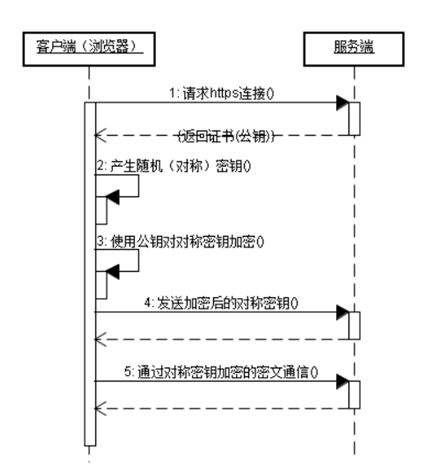 客户端（浏览器）
服务端
1: 请求https连接()
(返回证书(公钥))
2: 产生随机（对称）密钥()
3: 使用公钥对对称密钥加密()
4: 发送加密后的对称密钥()
5: 通过对称密钥加密的密文通信()